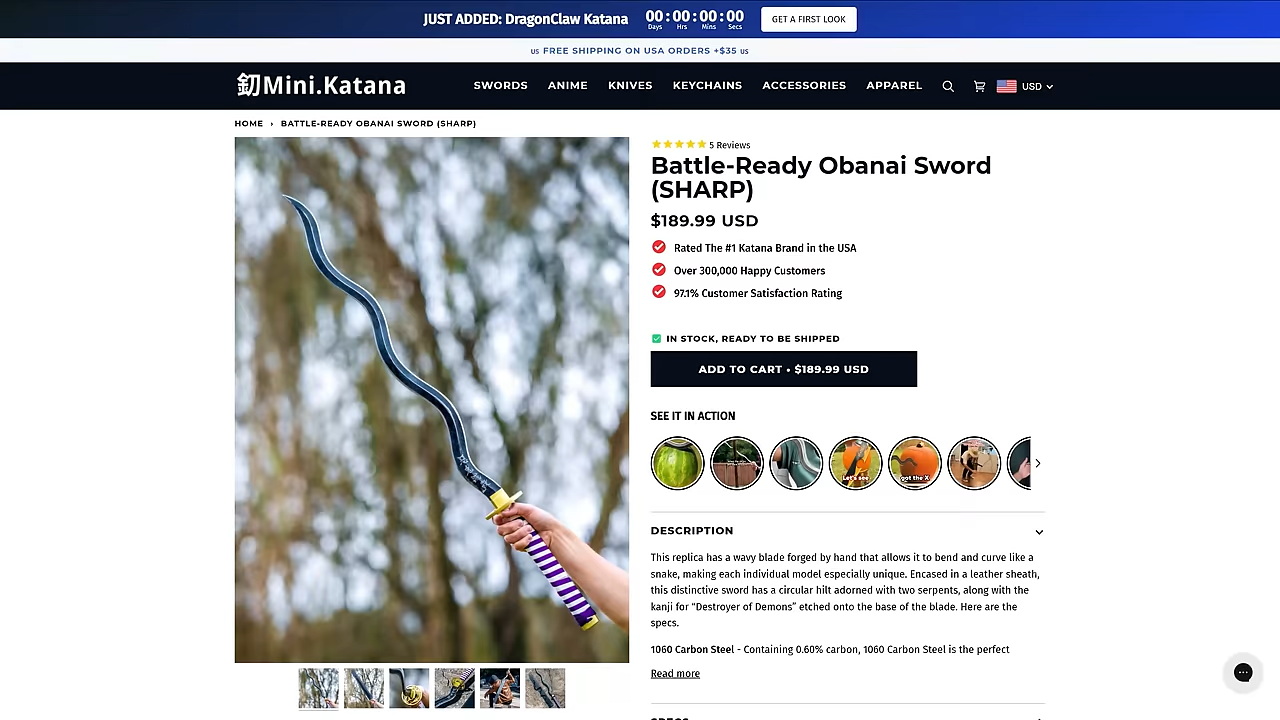 JUST ADDED: DragonClaw Katana
00 : 00 : 00 : 00
Days Hrs Mins Secs
GET A FIRST LOOK
US FREE SHIPPING ON USA ORDERS +$35 US
釖Mini.Katana
SWORDS ANIME KNIVES KEYCHAINS ACCESSORIES APPAREL USD
HOME › BATTLE-READY OBANAI SWORD (SHARP)
5 Reviews
Battle-Ready Obanai Sword
(SHARP)
$189.99 USD
Rated The #1 Katana Brand in the USA
Over 300,000 Happy Customers
97.1% Customer Satisfaction Rating
IN STOCK, READY TO BE SHIPPED
ADD TO CART • $189.99 USD
SEE IT IN ACTION
Let's see
got the X
DESCRIPTION
This replica has a wavy blade forged by hand that allows it to bend and curve like a
snake, making each individual model especially unique. Encased in a leather sheath,
this distinctive sword has a circular hilt adorned with two serpents, along with the
kanji for “Destroyer of Demons” etched onto the base of the blade. Here are the
specs.
1060 Carbon Steel - Containing 0.60% carbon, 1060 Carbon Steel is the perfect
Read more
SPECS